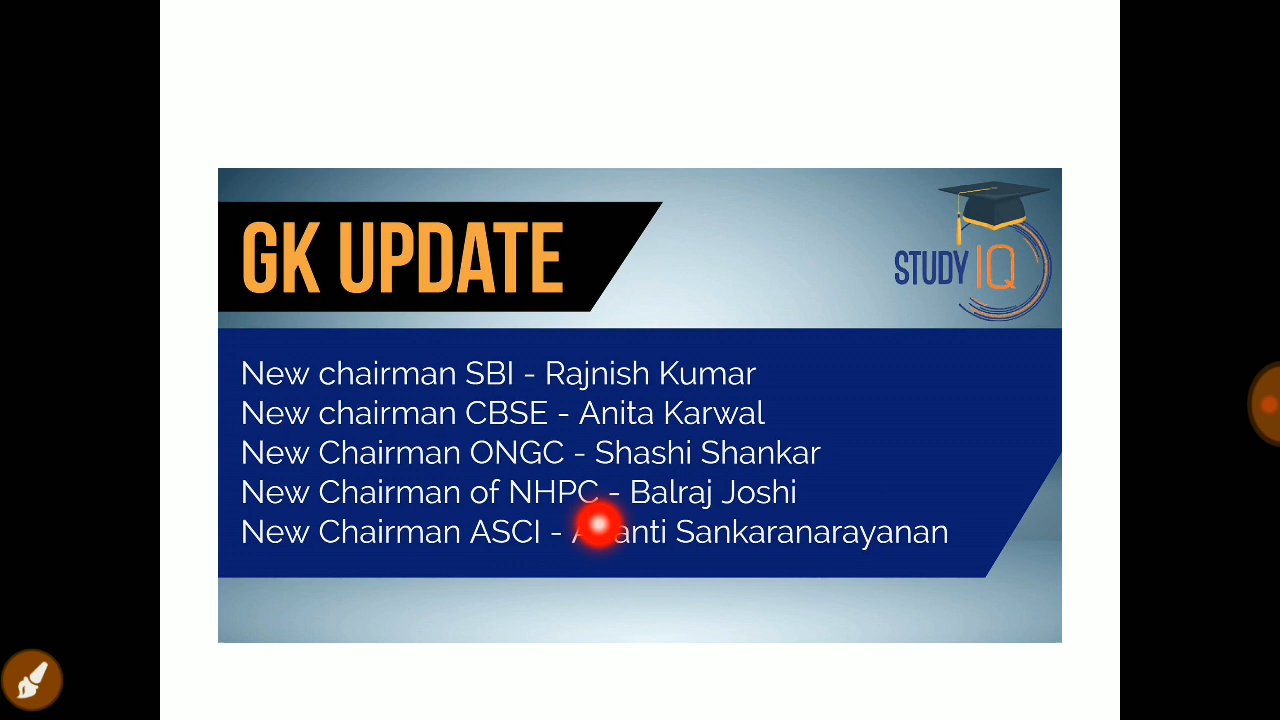 GK UPDATE
STUDY IQ
New chairman SBI - Rajnish Kumar
New chairman CBSE - Anita Karwal
New Chairman ONGC - Shashi Shankar
New Chairman of NHPC - Balraj Joshi
New Chairman ASCI - Sankaranarayanan